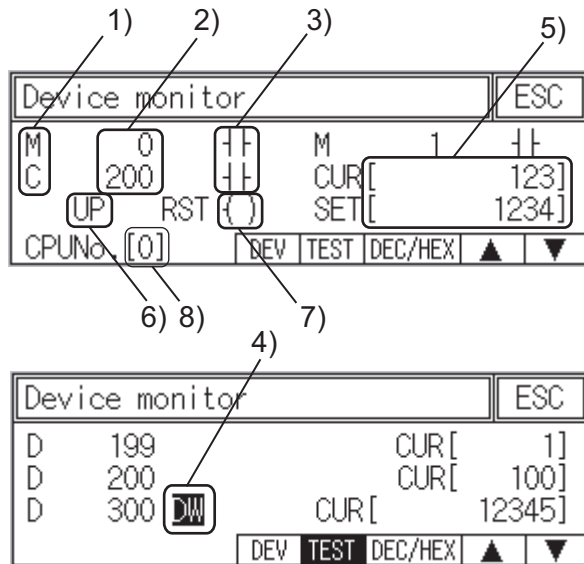 1) 2) 3) 5)
Device monitor ESC
M 0 M 1
C 200 CUR[ 123]
UP RST ( ) SET[ 1234]
CPUNo.[0] DEV TEST DEC/HEX ▲ ▼
6) 8) 7)
4)
Device monitor ESC
D 199 CUR[ 1]
D 200 CUR[ 100]
D 300 DW CUR[ 12345]
DEV TEST DEC/HEX ▲ ▼